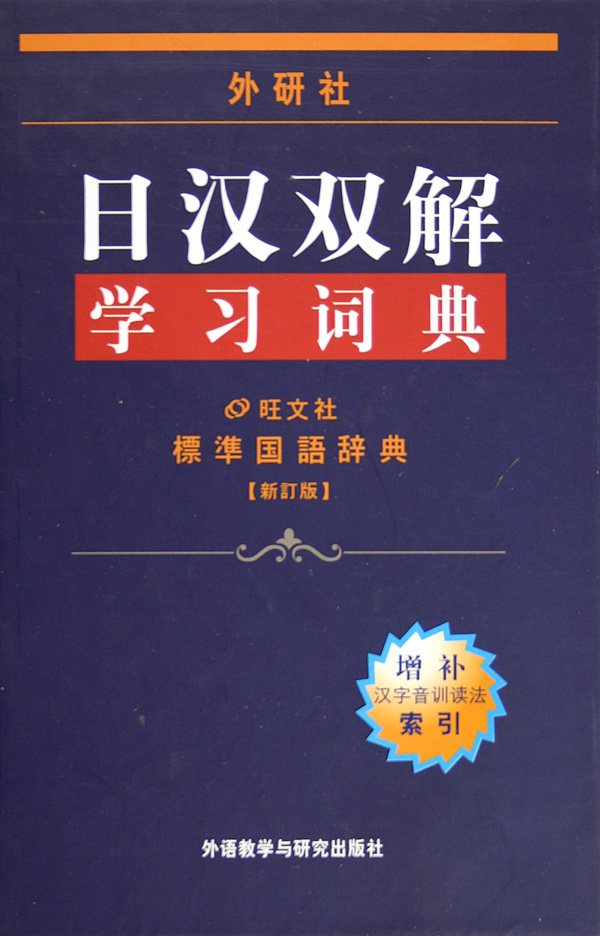 外研社
日汉双解
学习词典
旺文社
標準国語辞典
【新訂版】
增补
汉字音训读法
索引
外语教学与研究出版社